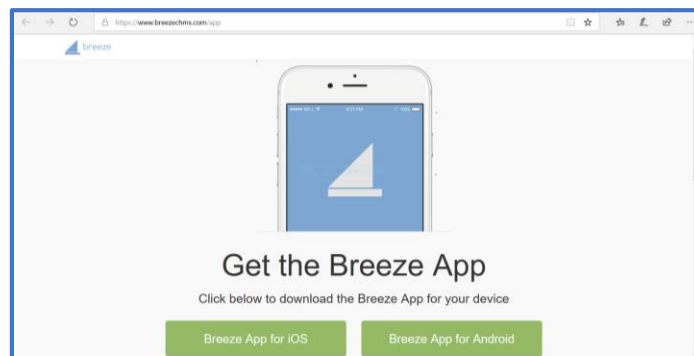 https://www.breezechms.com/app
breeze
Get the Breeze App
Click below to download the Breeze App for your device
Breeze App for iOS
Breeze App for Android